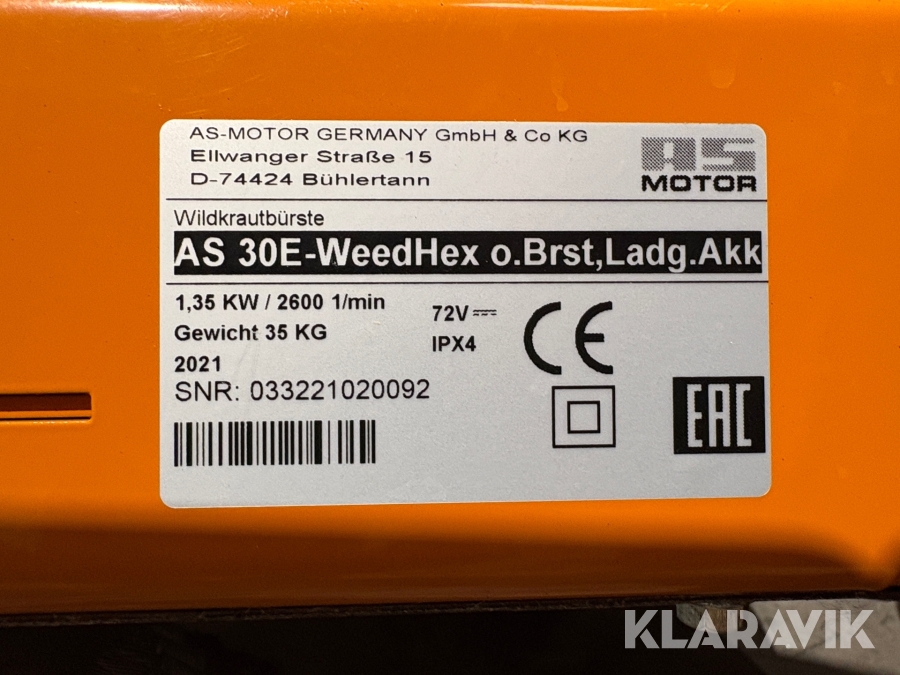 AS-MOTOR GERMANY GmbH & Co KG
Ellwanger Straße 15
D-74424 Bühlertann
AS
MOTOR
Wildkrautbürste
AS 30E-WeedHex o.Brst,Ladg.Akk
1,35 KW / 2600 1/min
Gewicht 35 KG
2021
72V
IPX4
CE
SNR: 033221020092
EAC
KLARAVIK